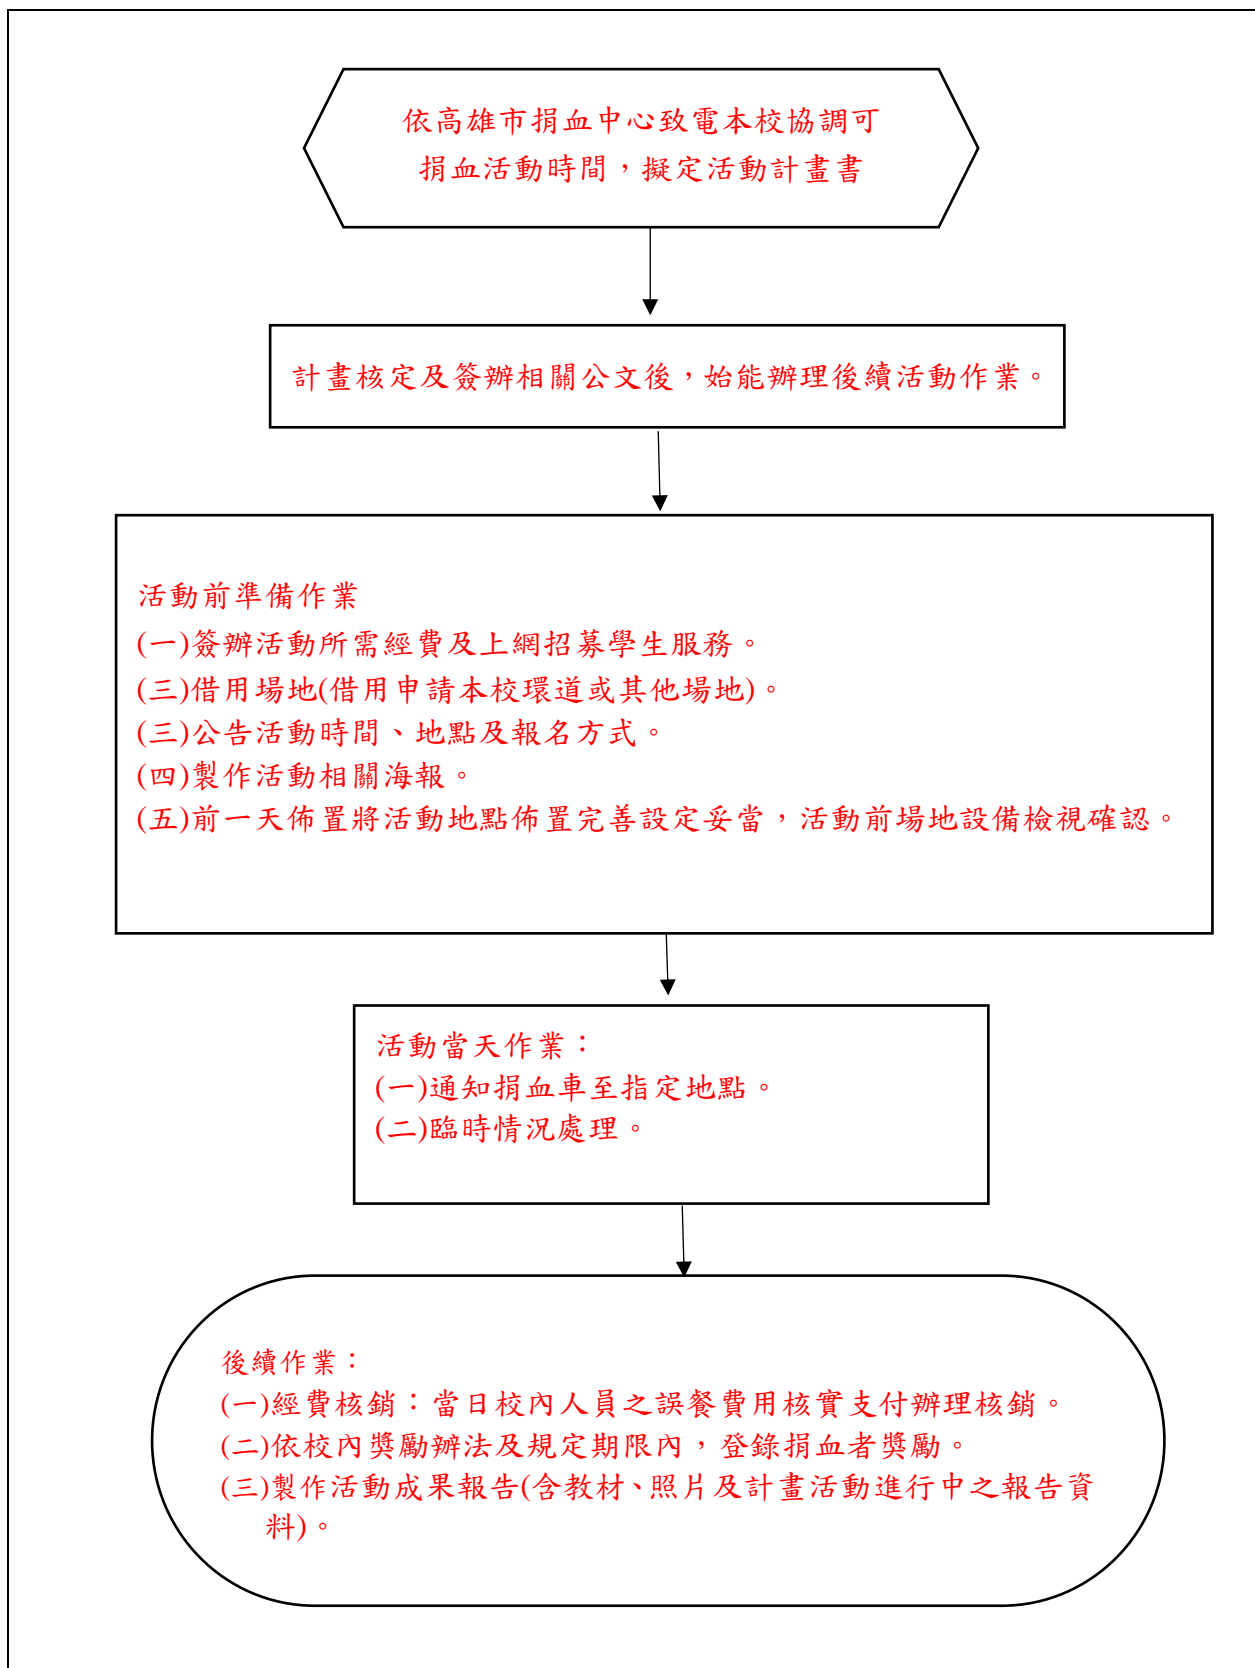 依高雄市捐血中心致電本校協調可
捐血活動時間，擬定活動計畫書
計畫核定及簽辦相關公文後，始能辦理後續活動作業。
活動前準備作業
(一)簽辦活動所需經費及上網招募學生服務。
(三)借用場地(借用申請本校環道或其他場地)。
(三)公告活動時間、地點及報名方式。
(四)製作活動相關海報。
(五)前一天佈置將活動地點佈置完善設定妥當，活動前場地設備檢視確認。
活動當天作業：
(一)通知捐血車至指定地點。
(二)臨時情況處理。
後續作業：
(一)經費核銷：當日校內人員之誤餐費用核實支付辦理核銷。
(二)依校內獎勵辦法及規定期限內，登錄捐血者獎勵。
(三)製作活動成果報告(含教材、照片及計畫活動進行中之報告資
料)。